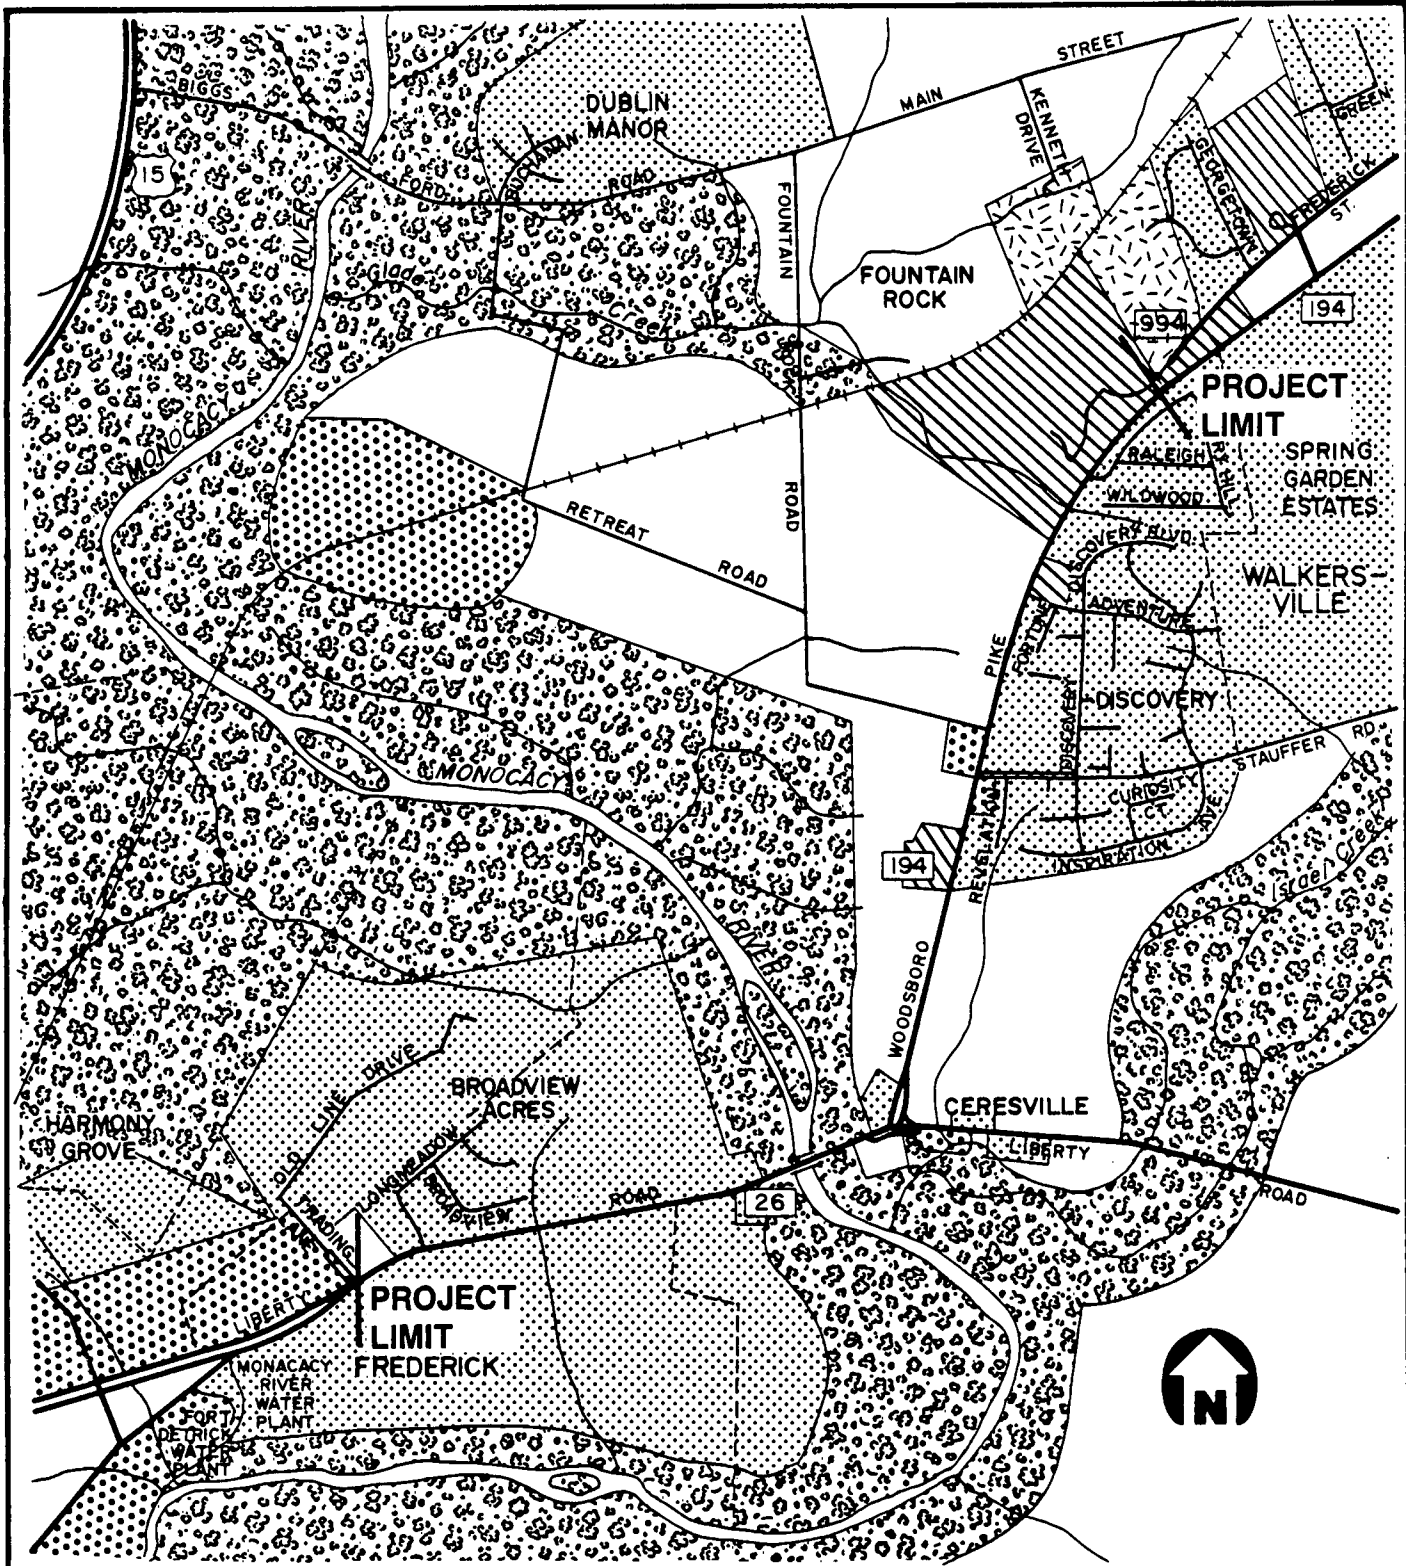 STREET
MAIN
BIGGS
FORD
ROAD
BUCHANAN
DUBLIN
MANOR
KENNETH
DRIVE
GREEN
GEORGETOWN
FREDERICK
ST.
15
RIVER
Glade
Creek
FOUNTAIN
ROCK
ROAD
FOUNTAIN
ROCK
994
194
PROJECT
LIMIT
MONOCACY
RALEIGH
WILDWOOD
SPRING
GARDEN
ESTATES
RETREAT
ROAD
DISCOVERY BLVD.
WALKERS-
VILLE
ADVENTURE
FORTUNE
PIKE
DISCOVERY
DISCOVERY
STAUFFER RD.
MONOCACY
RIVER
CURIOSITY
CT.
AVE.
INSPIRATION
REVELATION
194
Israel Creek
WOODSBORO
OLD LINE DRIVE
BROADVIEW
ACRES
HARMONY
GROVE
LONGMEADOW
BROADVIEW
CERESVILLE
LIBERTY
ROAD
ROAD
26
TRADING
LANE
LIBERTY
PROJECT
LIMIT
FREDERICK
MONACACY
RIVER
WATER
PLANT
FORT
DETRICK
WATER
PLANT
N